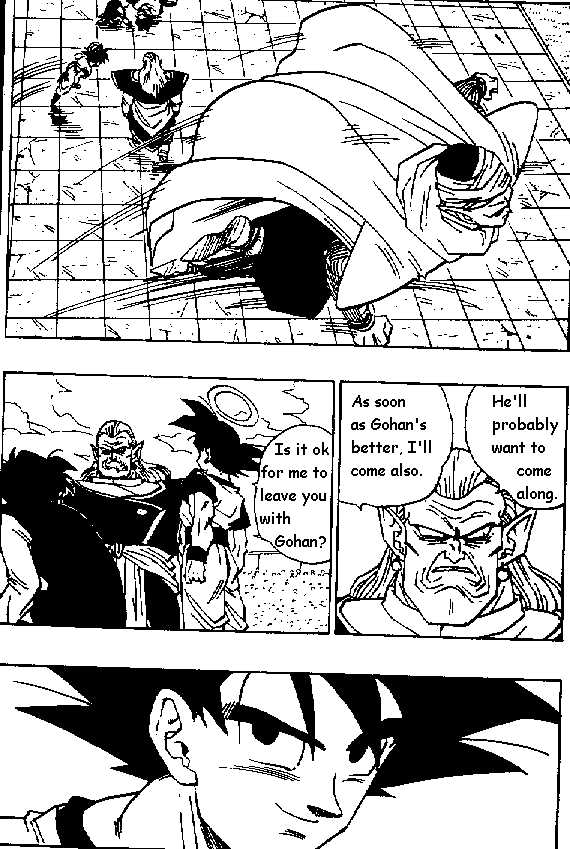 Is it ok
for me to
leave you
with
Gohan?
As soon
as Gohan's
better, I'll
come also.
He'll
probably
want to
come
along.